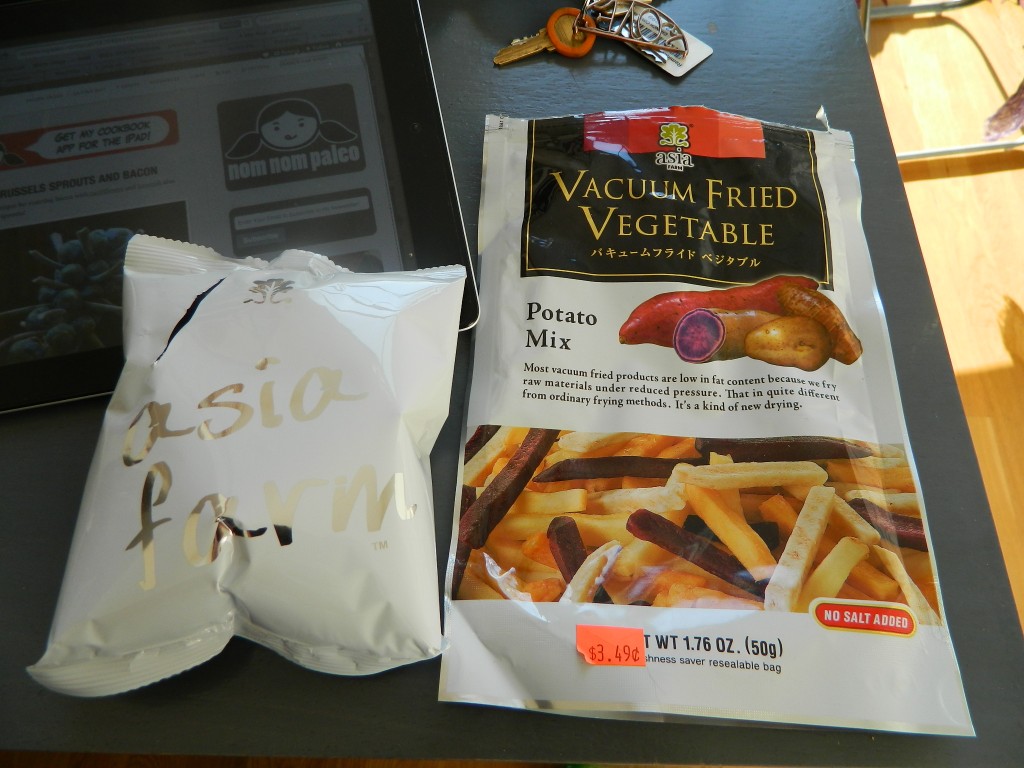 GET MY COOKBOOK
APP FOR THE IPAD!
nom nom paleo
BRUSSELS SPROUTS AND BACON
asia
farm
TM
asia
FARM
VACUUM FRIED
VEGETABLE
バキュームフライド ベジタブル
Potato
Mix
Most vacuum fried products are low in fat content because we fry
raw materials under reduced pressure. That in quite different
from ordinary frying methods. It's a kind of new drying.
NO SALT ADDED
$3.49¢
T WT 1.76 OZ. (50g)
shness saver resealable bag